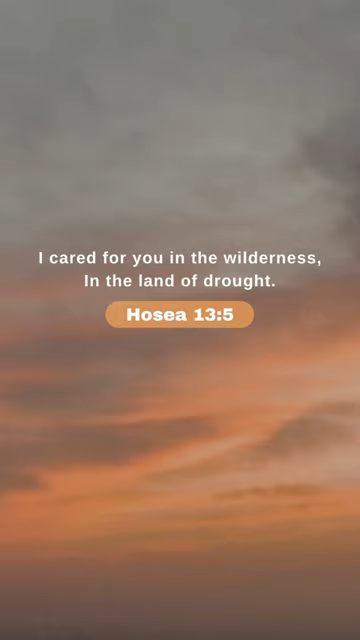 I cared for you in the wilderness,
In the land of drought.
Hosea 13:5